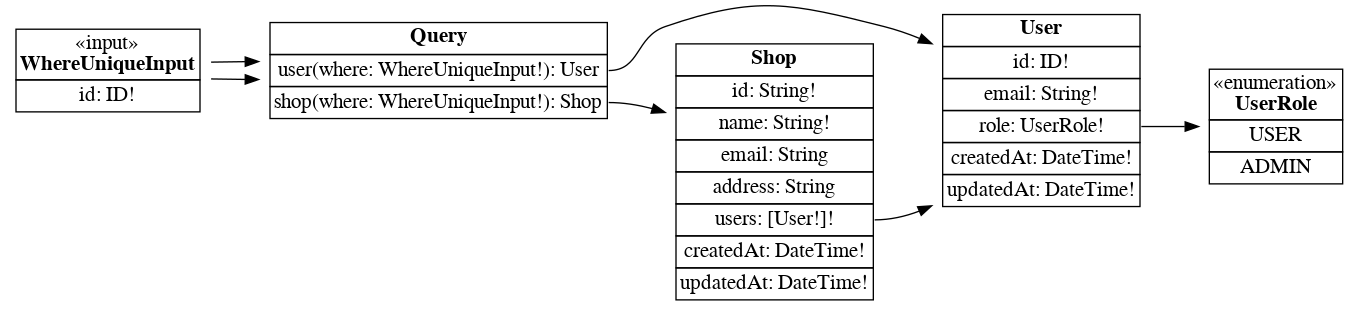 «input»
WhereUniqueInput
id: ID!
Query
user(where: WhereUniqueInput!): User
shop(where: WhereUniqueInput!): Shop
Shop
id: String!
name: String!
email: String
address: String
users: [User!]!
createdAt: DateTime!
updatedAt: DateTime!
User
id: ID!
email: String!
role: UserRole!
createdAt: DateTime!
updatedAt: DateTime!
«enumeration»
UserRole
USER
ADMIN